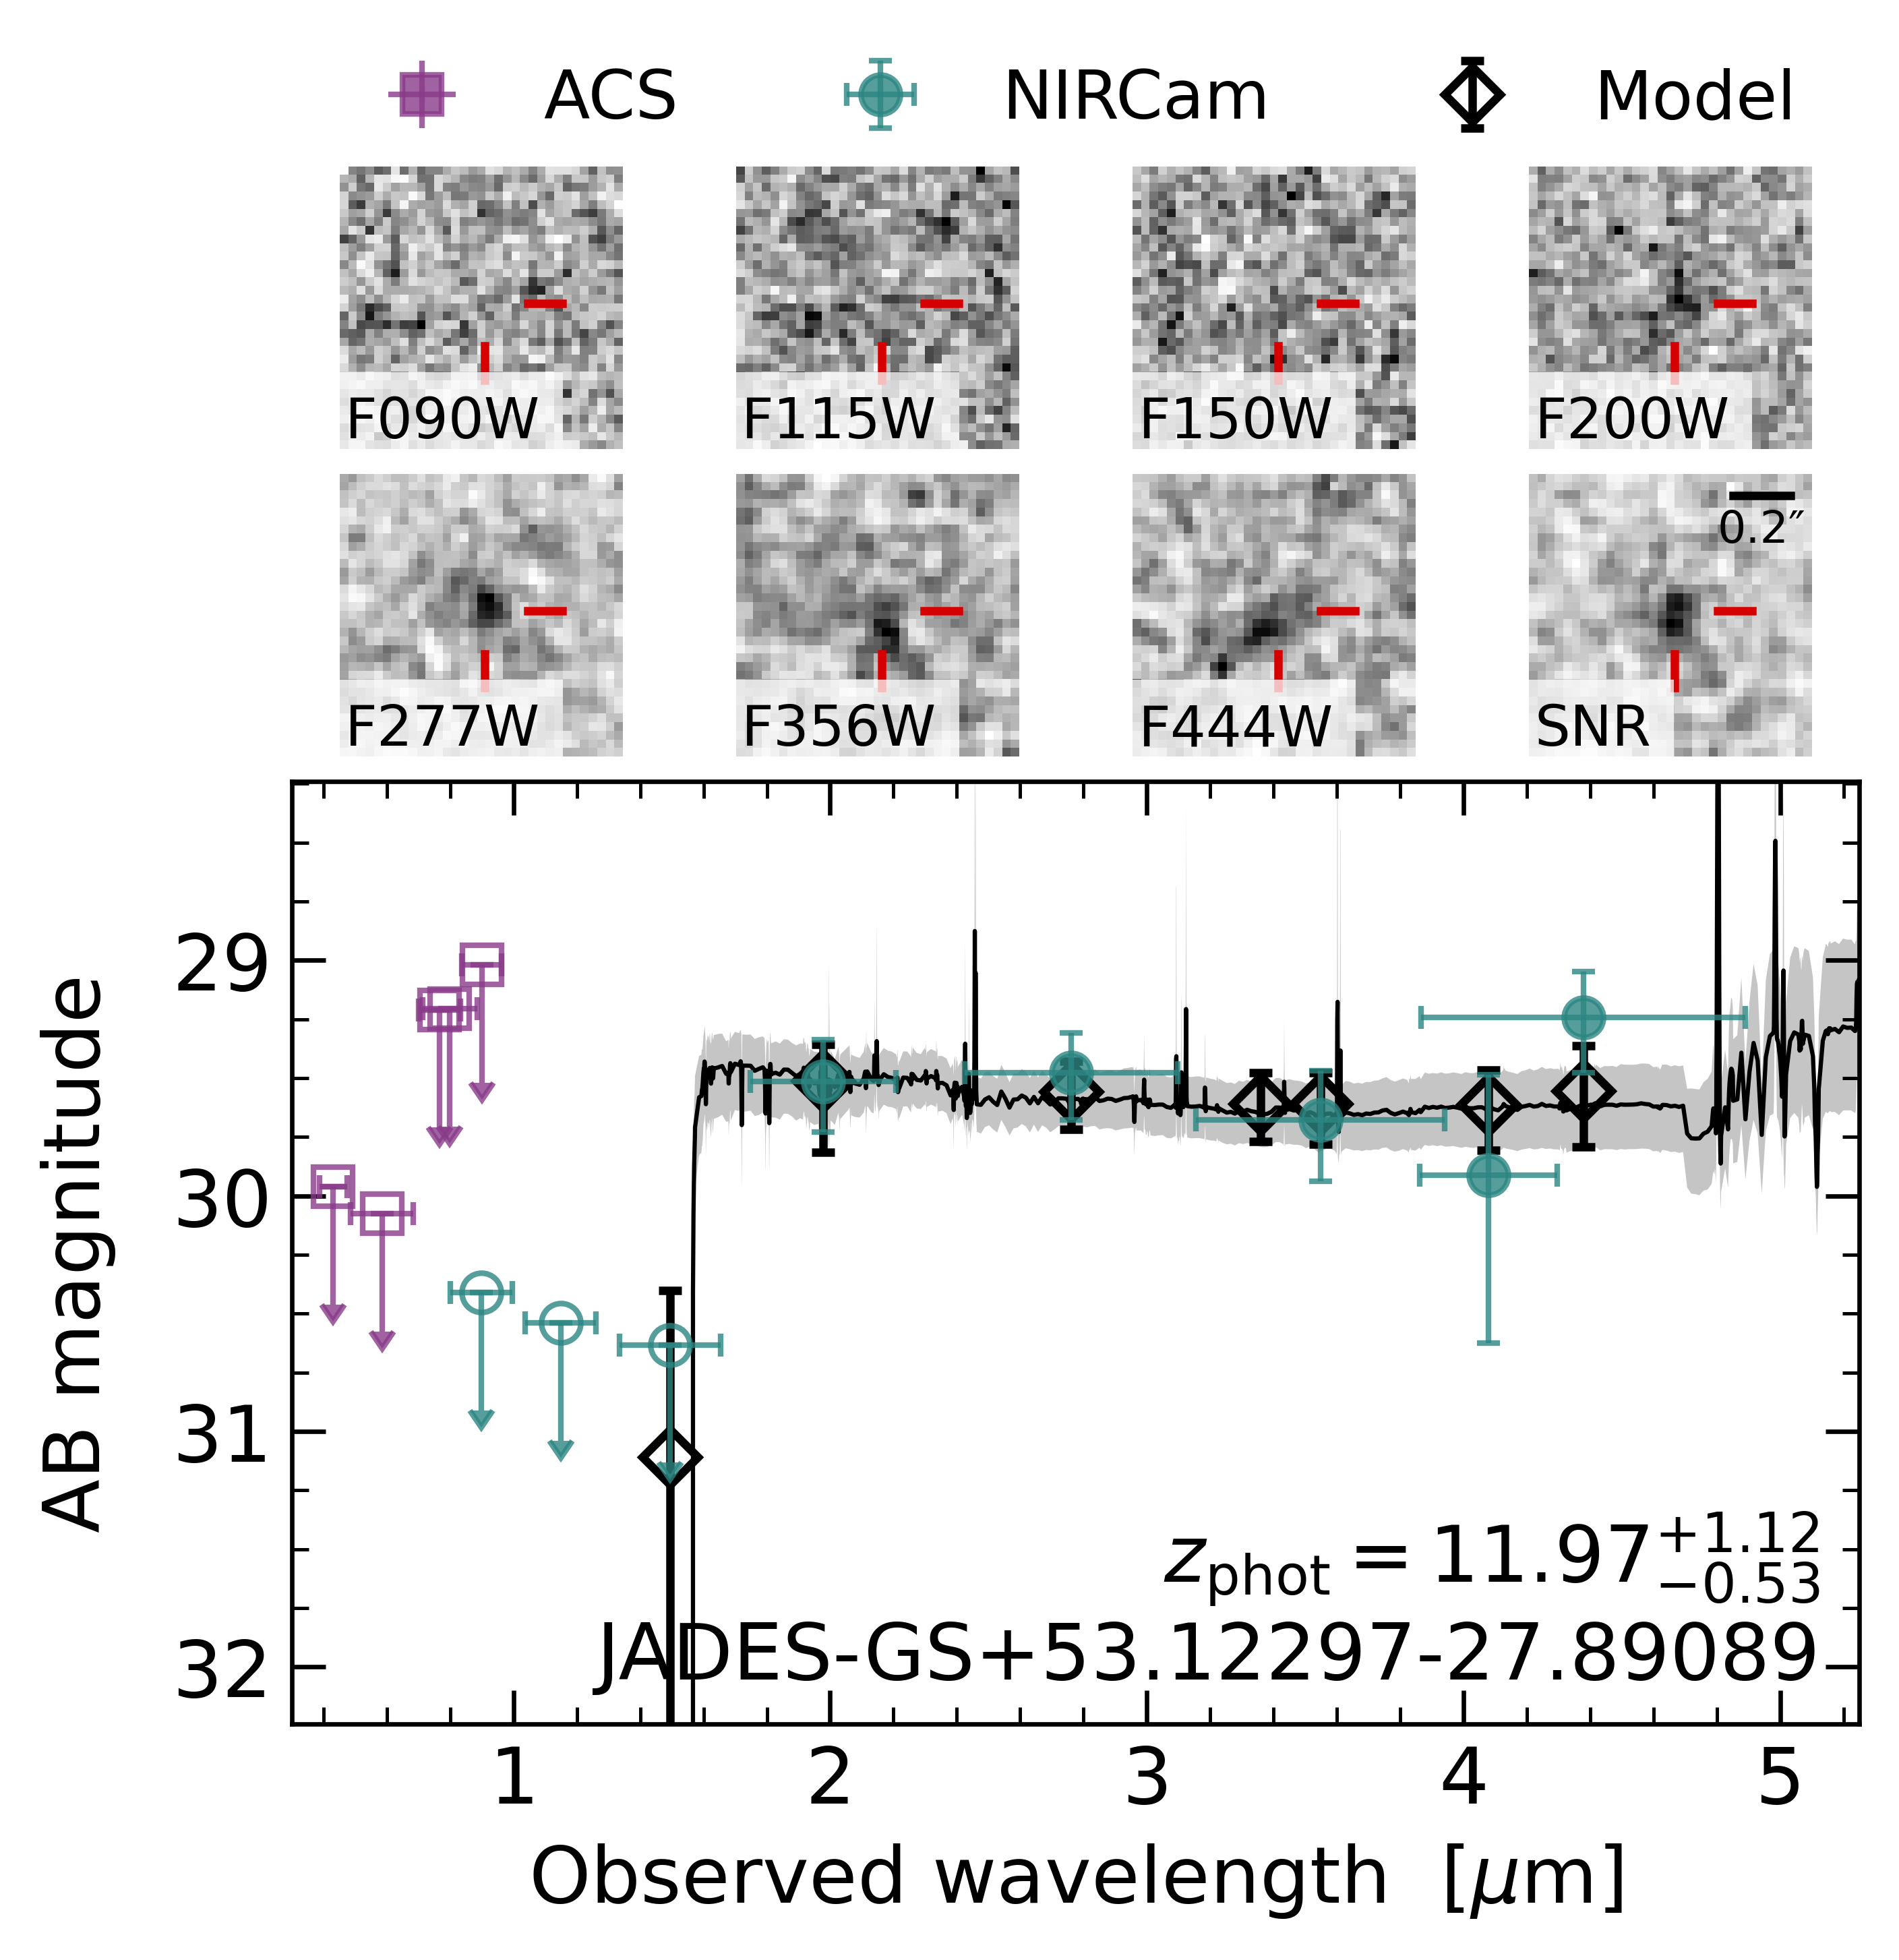 ACS NIRCam Model
F090W F115W F150W F200W
0.2″
F277W F356W F444W SNR
29
30
31
32
AB magnitude
z_phot = 11.97 +1.12 −0.53
JADES-GS+53.12297-27.89089
1 2 3 4 5
Observed wavelength [μm]